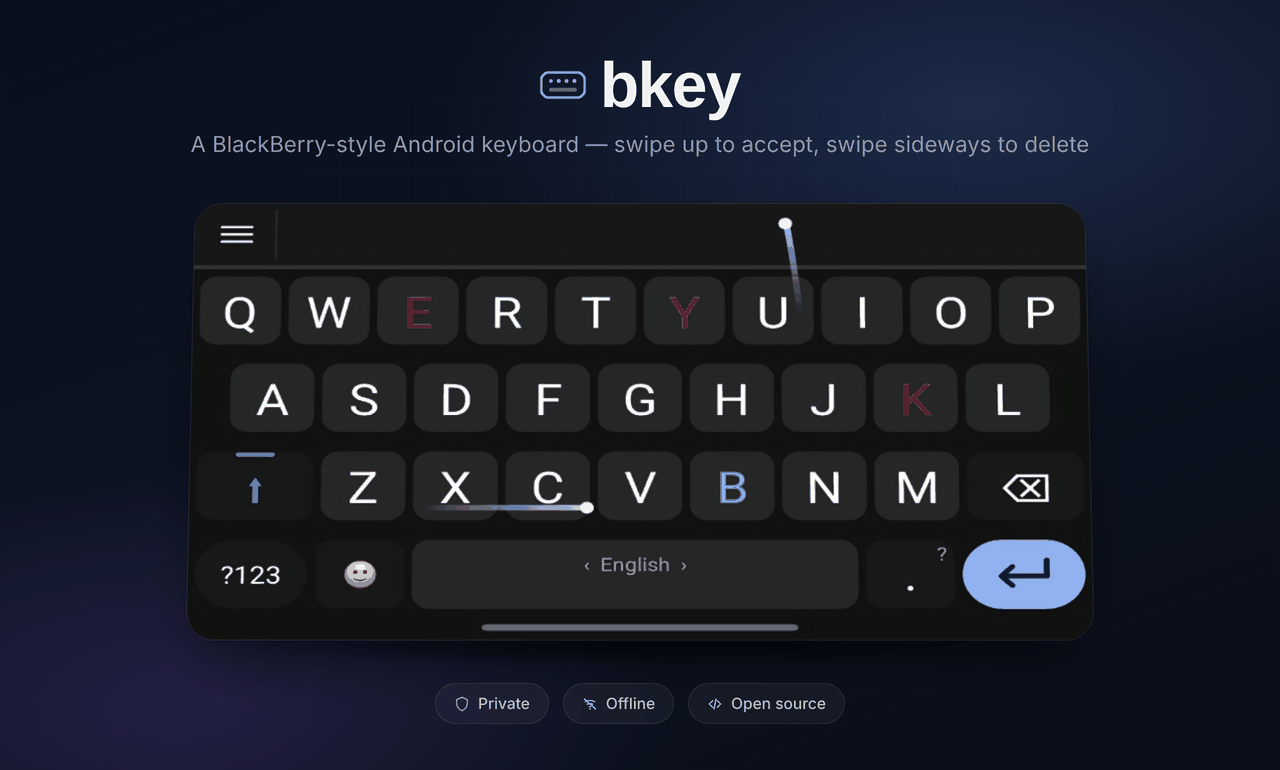 bkey
A BlackBerry-style Android keyboard — swipe up to accept, swipe sideways to delete
Q W E R T Y U I O P
A S D F G H J K L
Z X C V B N M
?123 ‹ English › . ?
Private Offline Open source